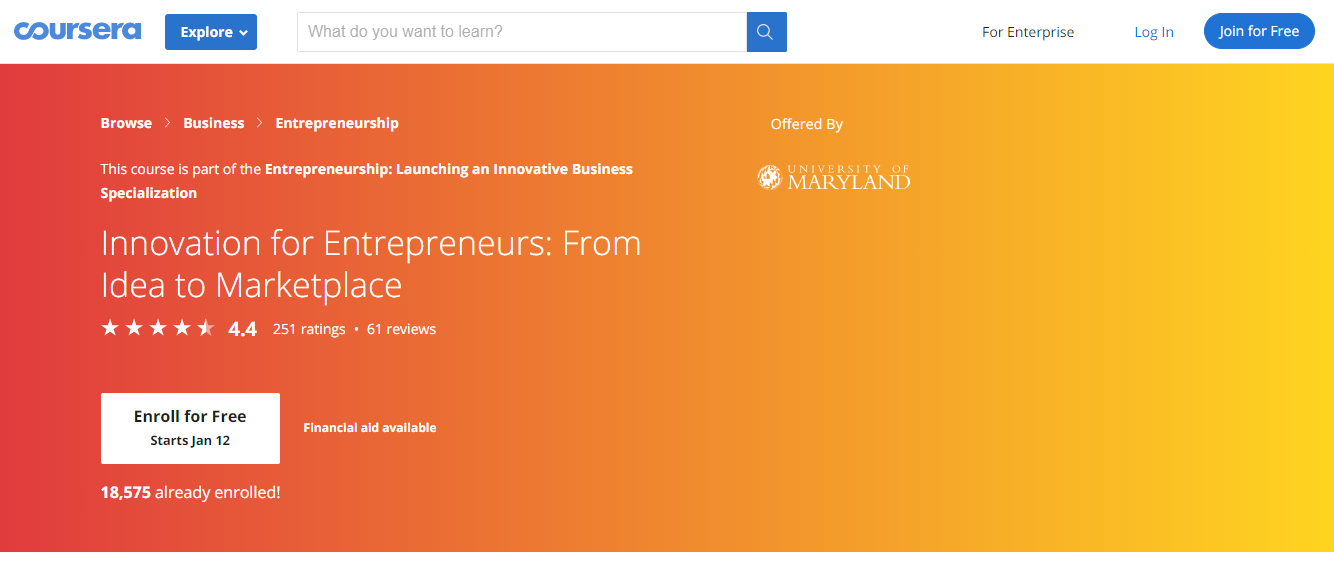 coursera Explore What do you want to learn? For Enterprise Log In Join for Free
Browse > Business > Entrepreneurship
Offered By
This course is part of the Entrepreneurship: Launching an Innovative Business
Specialization
UNIVERSITY OF
MARYLAND
Innovation for Entrepreneurs: From
Idea to Marketplace
4.4 251 ratings • 61 reviews
Enroll for Free
Starts Jan 12
Financial aid available
18,575 already enrolled!